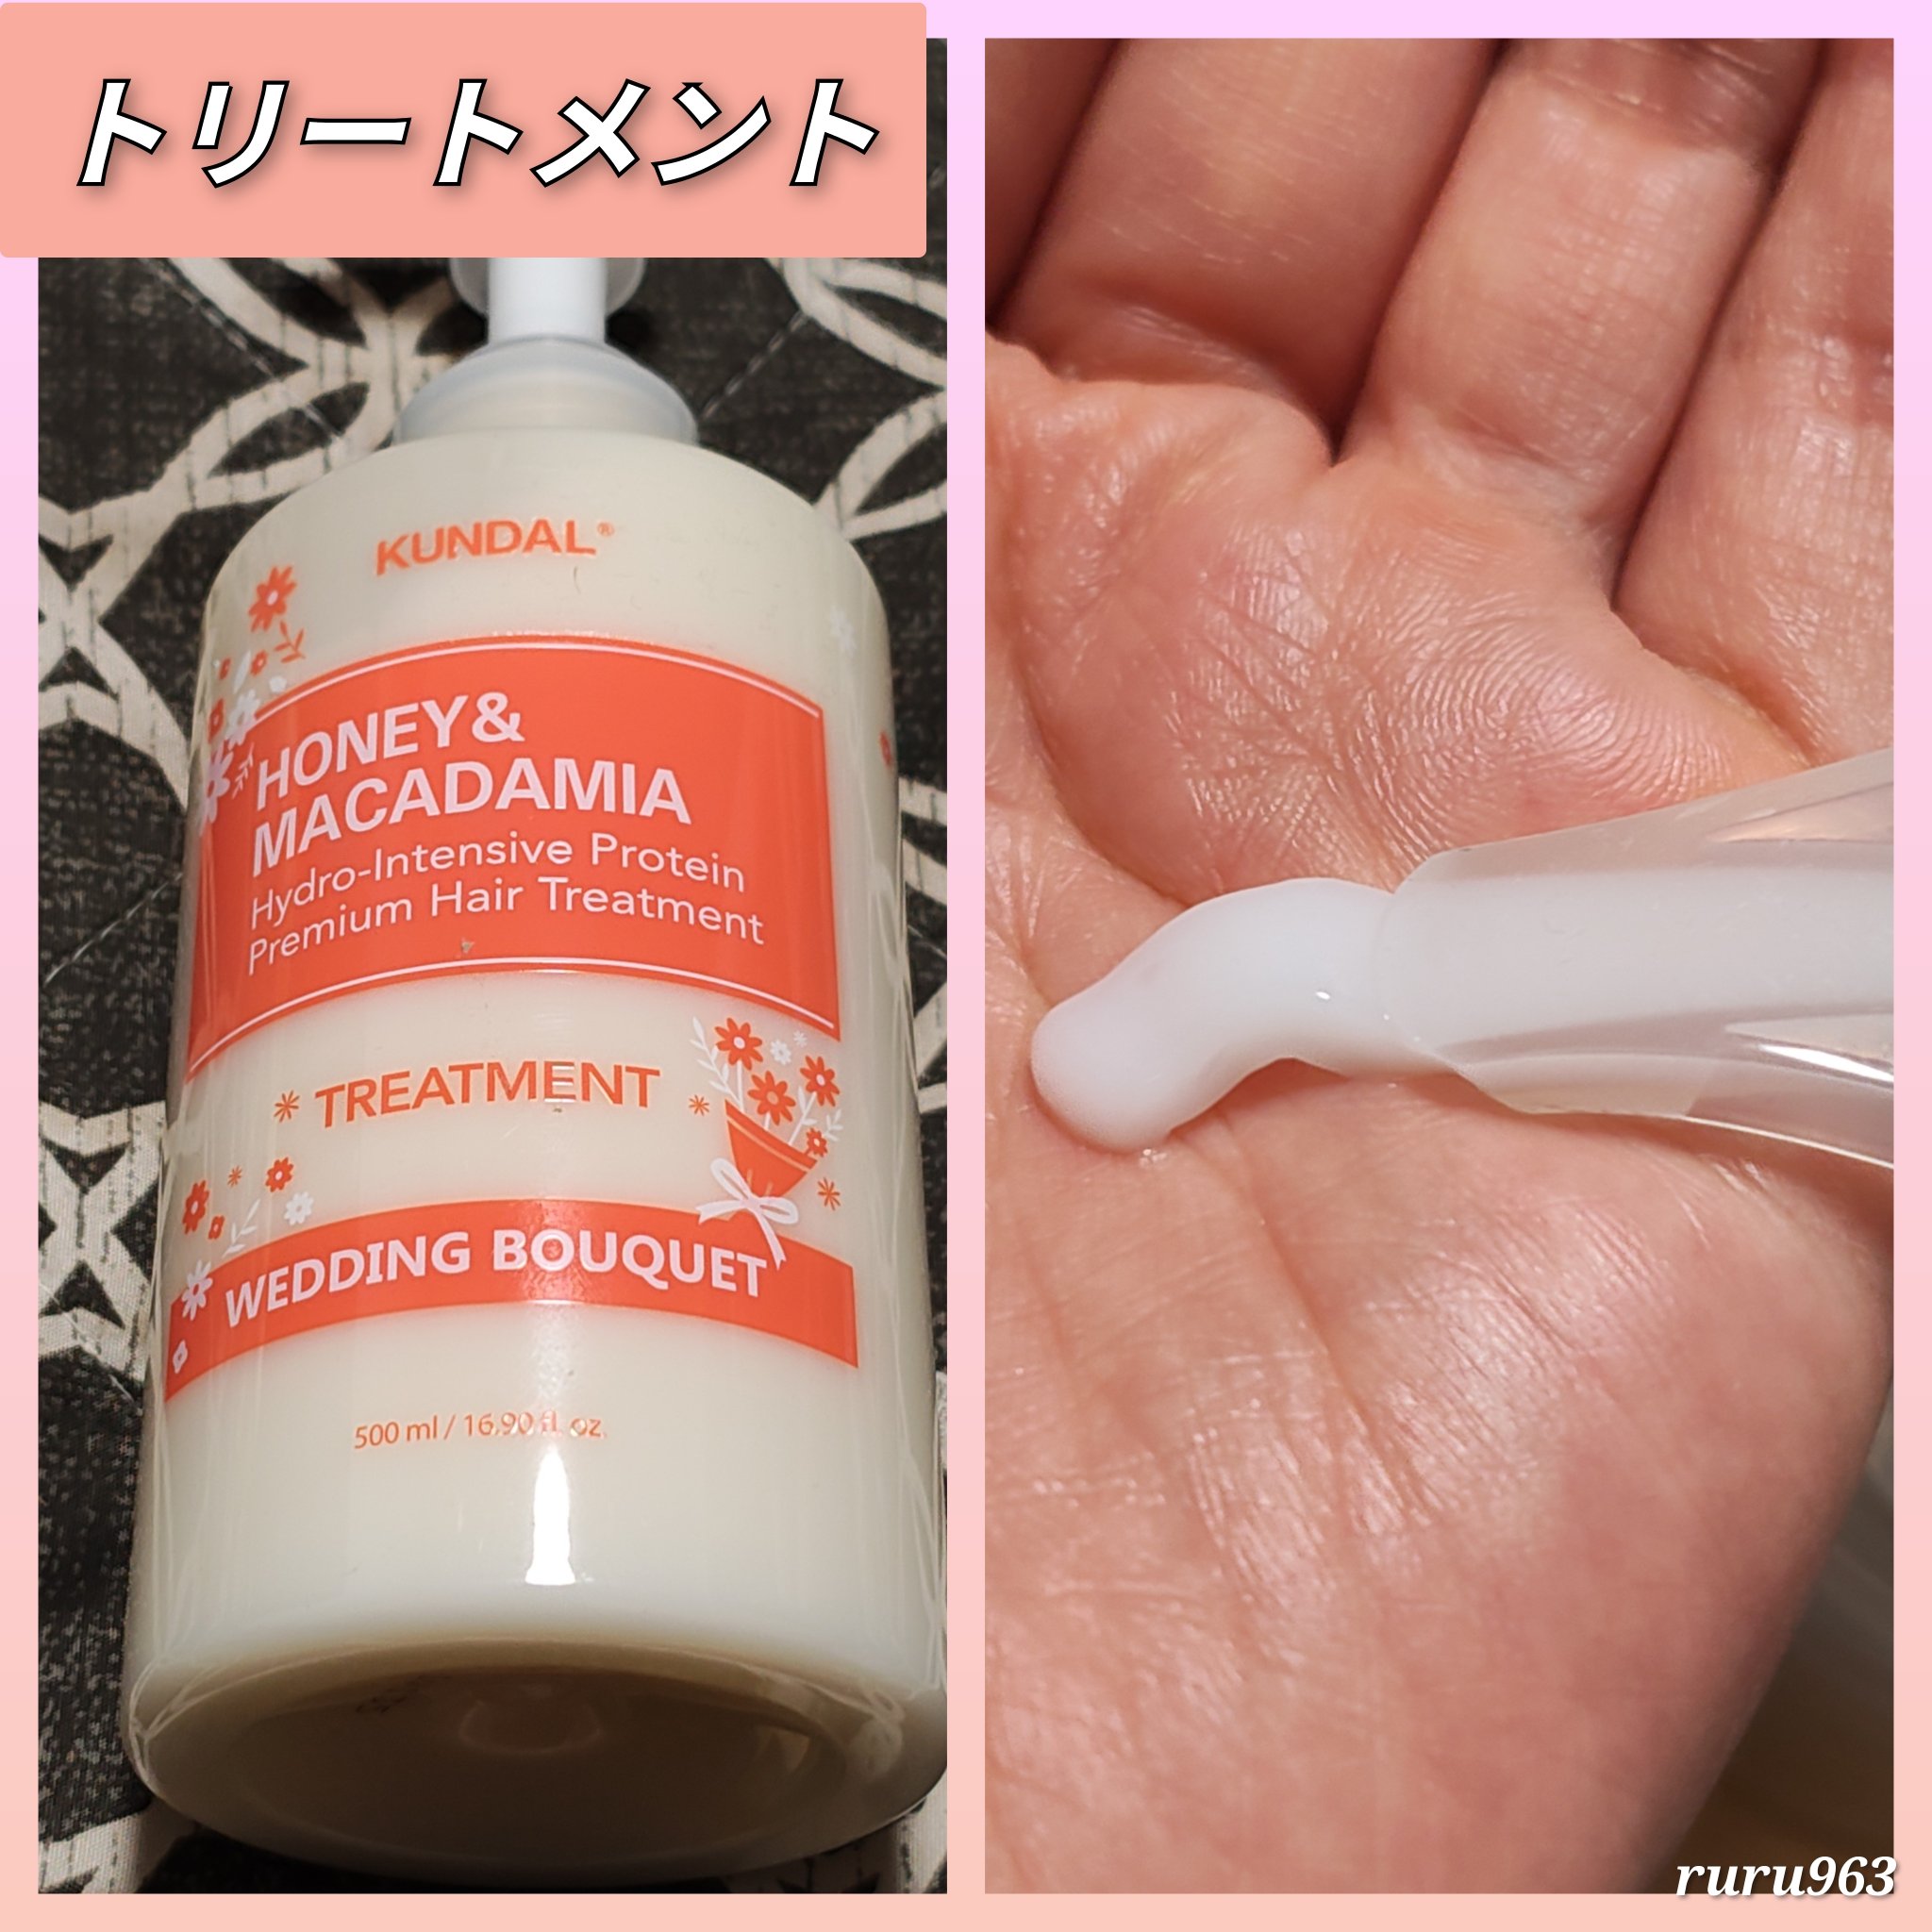 トリートメント
KUNDAL®
HONEY&
MACADAMIA
Hydro-Intensive Protein
Premium Hair Treatment
TREATMENT
WEDDING BOUQUET
500 ml / 16.90 fl. oz.
ruru963